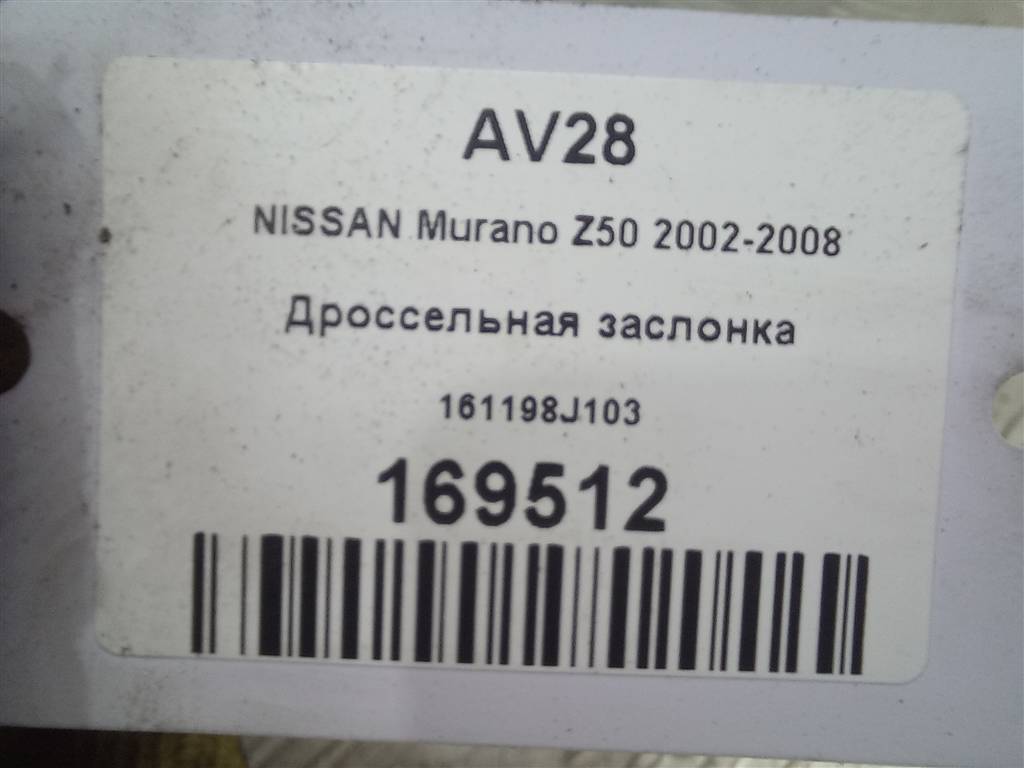 AV28
NISSAN Murano Z50 2002-2008
Дроссельная заслонка
161198J103
169512